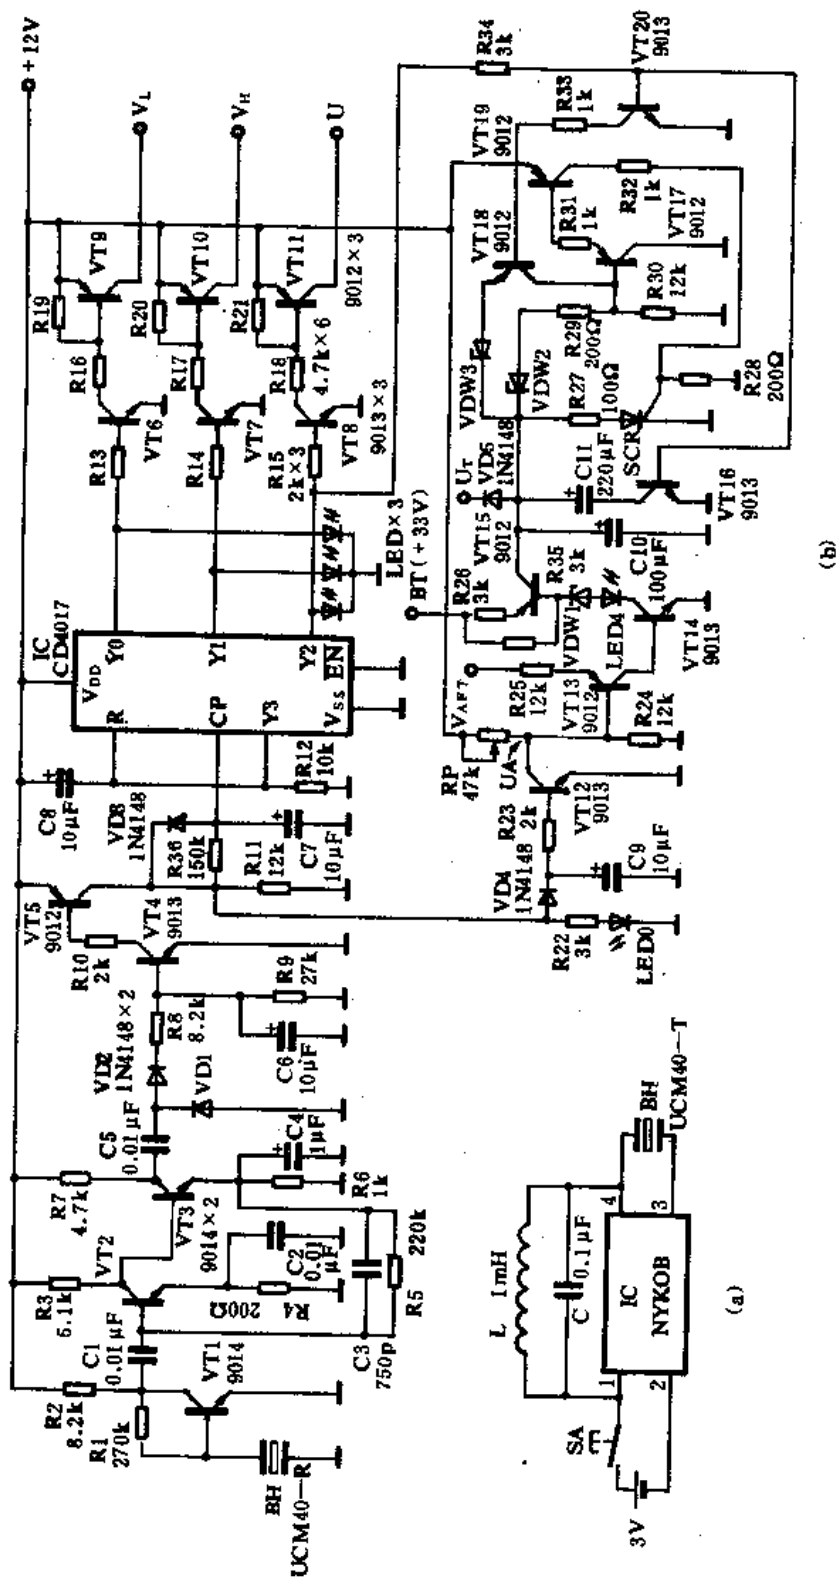 +12V
R19
VT9
VL
R16
VT6
R13
R20
VT10
VH
R17
VT7
R14
R21
VT11
U
R18
4.7k×6
9012×3
VT8
9013×3
R15
2k×3
IC
CD4017
VDD
Y0
R
CP
Y1
Y3
Y2
VSS
EN
LED×3
C8
10μF
VD8
1N4148
R36
150k
R11
12k
C7
10μF
R12
10k
VT5
9012
R10
2k
VT4
9013
R9
27k
VD2
1N4148×2
R8
8.2k
C6
10μF
VD1
C5
0.01μF
C4
1μF
R7
4.7k
VT3
9014×2
R6
1k
VT2
C2
0.01
μF
220k
R5
R3
5.1k
R4
200Ω
C3
750p
C1
0.01μF
R2
8.2k
R1
270k
VT1
9014
BH
UCM40—R
R34
3k
VT20
9013
R33
1k
VT19
9012
R32
1k
R31
1k
VT17
9012
VT18
9012
R30
12k
R29
200Ω
VDW3
VDW2
R27
100Ω
SCR
R28
200Ω
UT
VD5
1N4148
C11
220μF
VT16
9013
VT15
9012
C10
100μF
BT(+33V)
R26
3k
R35
3k
VDW1
LED4
VT14
9013
VAF7
R25
12k
VT13
9012
R24
12k
RP
47k
UA
VT12
9013
R23
2k
VD4
1N4148
C9
10μF
R22
3k
LED0
(b)
L 1mH
C
0.1μF
SA
1
4
IC
NYKOB
2
3
3V
BH
UCM40—T
(a)